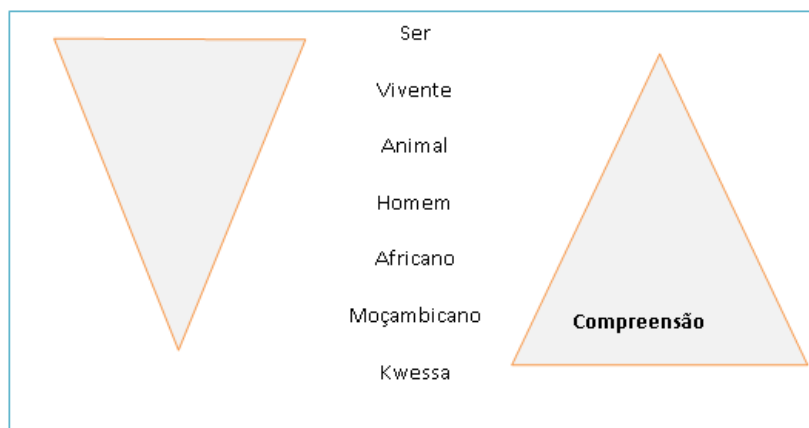 Ser
Vivente
Animal
Homem
Africano
Moçambicano
Compreensão
Kwessa